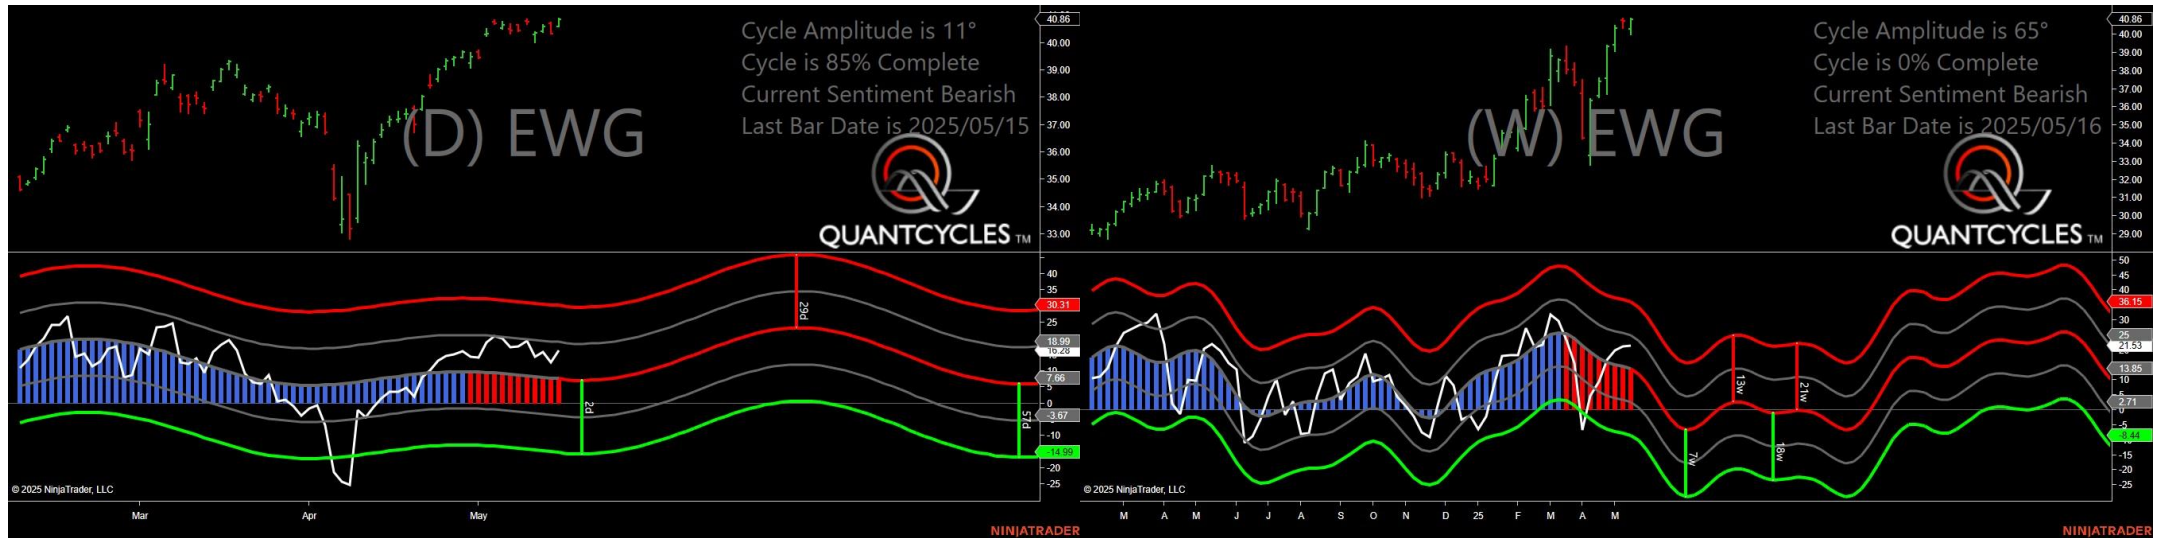 Cycle Amplitude is 11°
Cycle is 85% Complete
Current Sentiment Bearish
Last Bar Date is 2025/05/15
(D) EWG
QUANTCYCLES TM
40.86
40.00
39.00
38.00
37.00
36.00
35.00
34.00
33.00
40
35
30.31
25
18.99
16.28
10
7.66
5
0
-3.67
-10
-14.99
-20
-25
29d
2d
57d
© 2025 NinjaTrader, LLC
Mar Apr May
NINJATRADER
Cycle Amplitude is 65°
Cycle is 0% Complete
Current Sentiment Bearish
Last Bar Date is 2025/05/16
(W) EWG
QUANTCYCLES TM
40.86
40.00
39.00
38.00
37.00
36.00
35.00
34.00
33.00
32.00
31.00
30.00
29.00
50
45
40
36.15
30
25
21.53
13.85
10
5
2.71
0
-8.44
-15
-20
-25
13w
21w
7w
18w
© 2025 NinjaTrader, LLC
M A M J J A S O N D 25 F M A M
NINJATRADER